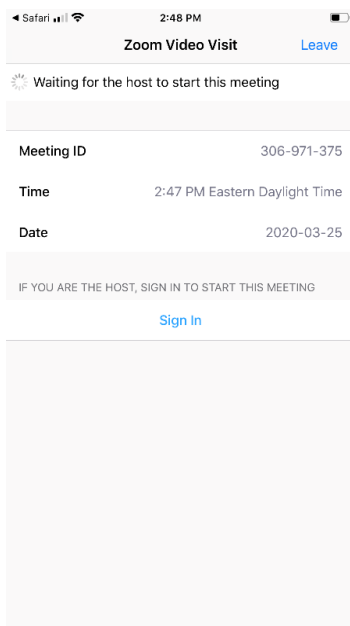 Safari 2:48 PM
Zoom Video Visit Leave
Waiting for the host to start this meeting
Meeting ID 306-971-375
Time 2:47 PM Eastern Daylight Time
Date 2020-03-25
IF YOU ARE THE HOST, SIGN IN TO START THIS MEETING
Sign In